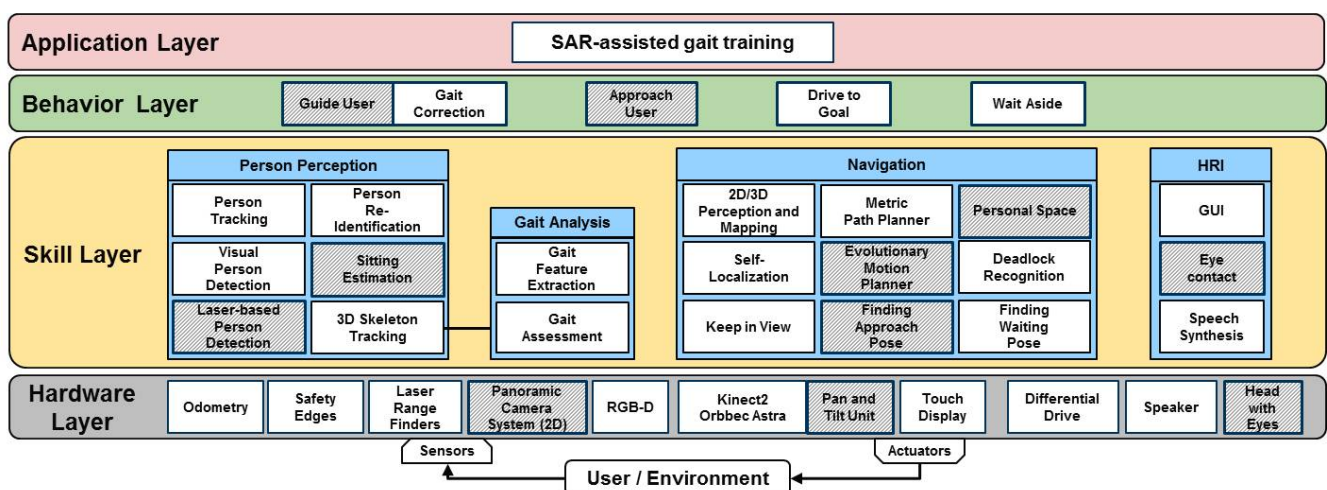 Application Layer
SAR-assisted gait training
Behavior Layer
Guide User
Gait
Correction
Approach
User
Drive to
Goal
Wait Aside
Skill Layer
Person Perception
Person
Tracking
Person
Re-
Identification
Visual
Person
Detection
Sitting
Estimation
Laser-based
Person
Detection
3D Skeleton
Tracking
Gait Analysis
Gait
Feature
Extraction
Gait
Assessment
Navigation
2D/3D
Perception and
Mapping
Metric
Path Planner
Personal Space
Self-
Localization
Evolutionary
Motion
Planner
Deadlock
Recognition
Keep in View
Finding
Approach
Pose
Finding
Waiting
Pose
HRI
GUI
Eye
contact
Speech
Synthesis
Hardware
Layer
Odometry
Safety
Edges
Laser
Range
Finders
Panoramic
Camera
System (2D)
RGB-D
Kinect2
Orbbec Astra
Pan and
Tilt Unit
Touch
Display
Differential
Drive
Speaker
Head
with
Eyes
Sensors
Actuators
User / Environment